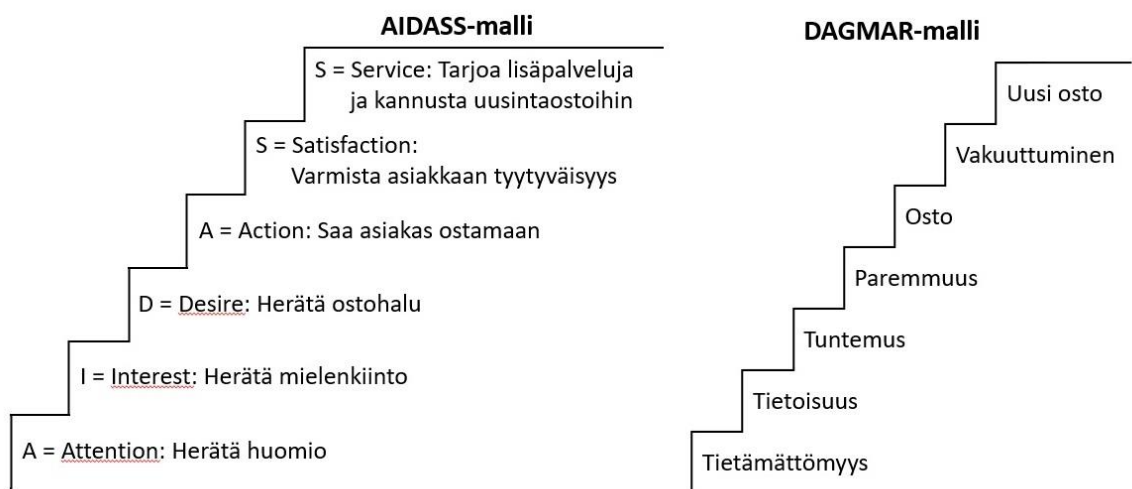 AIDASS-malli
S = Service: Tarjoa lisäpalveluja
ja kannusta uusintaostoihin
S = Satisfaction:
Varmista asiakkaan tyytyväisyys
A = Action: Saa asiakas ostamaan
D = Desire: Herätä ostohalu
I = Interest: Herätä mielenkiinto
A = Attention: Herätä huomio
DAGMAR-malli
Uusi osto
Vakuuttuminen
Osto
Paremmuus
Tuntemus
Tietoisuus
Tietämättömyys